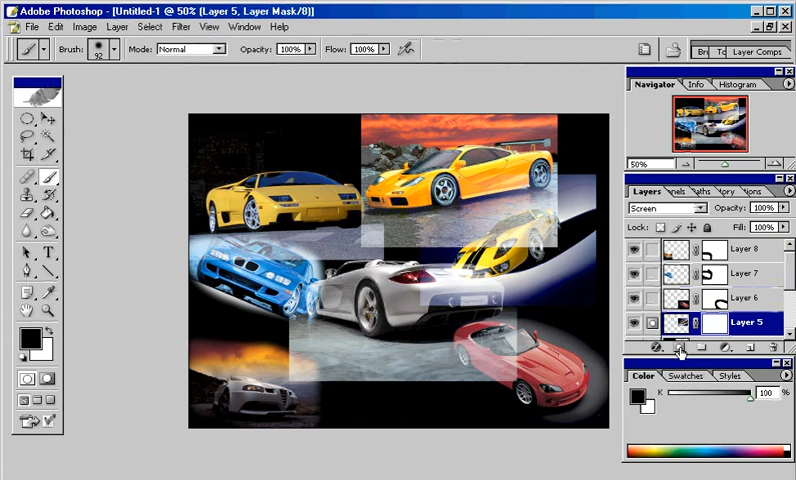 Adobe Photoshop - [Untitled-1 @ 50% (Layer 5, Layer Mask/8)]
File Edit Image Layer Select Filter View Window Help
Brush: 92 Mode: Normal Opacity: 100% Flow: 100% Layer Comps
Navigator Info Histogram
50%
Layers
Screen Opacity: 100%
Lock: Fill: 100%
Layer 8
Layer 7
Layer 6
Layer 5
Color Swatches Styles
K 100 %